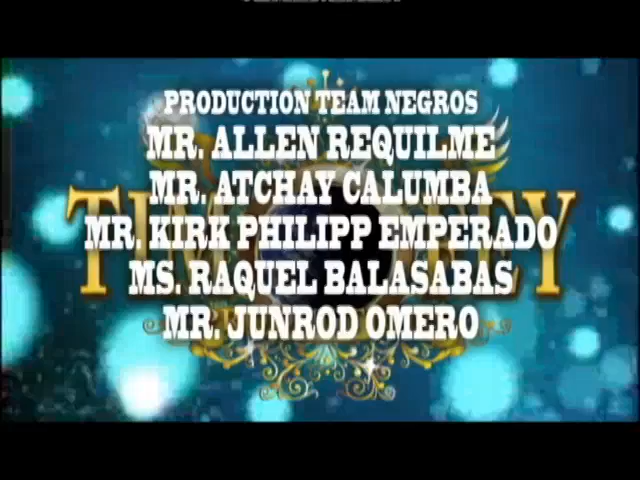 PRODUCTION TEAM NEGROS
MR. ALLEN REQUILME
MR. ATCHAY CALUMBA
MR. KIRK PHILIPP EMPERADO
MS. RAQUEL BALASABAS
MR. JUNROD OMERO